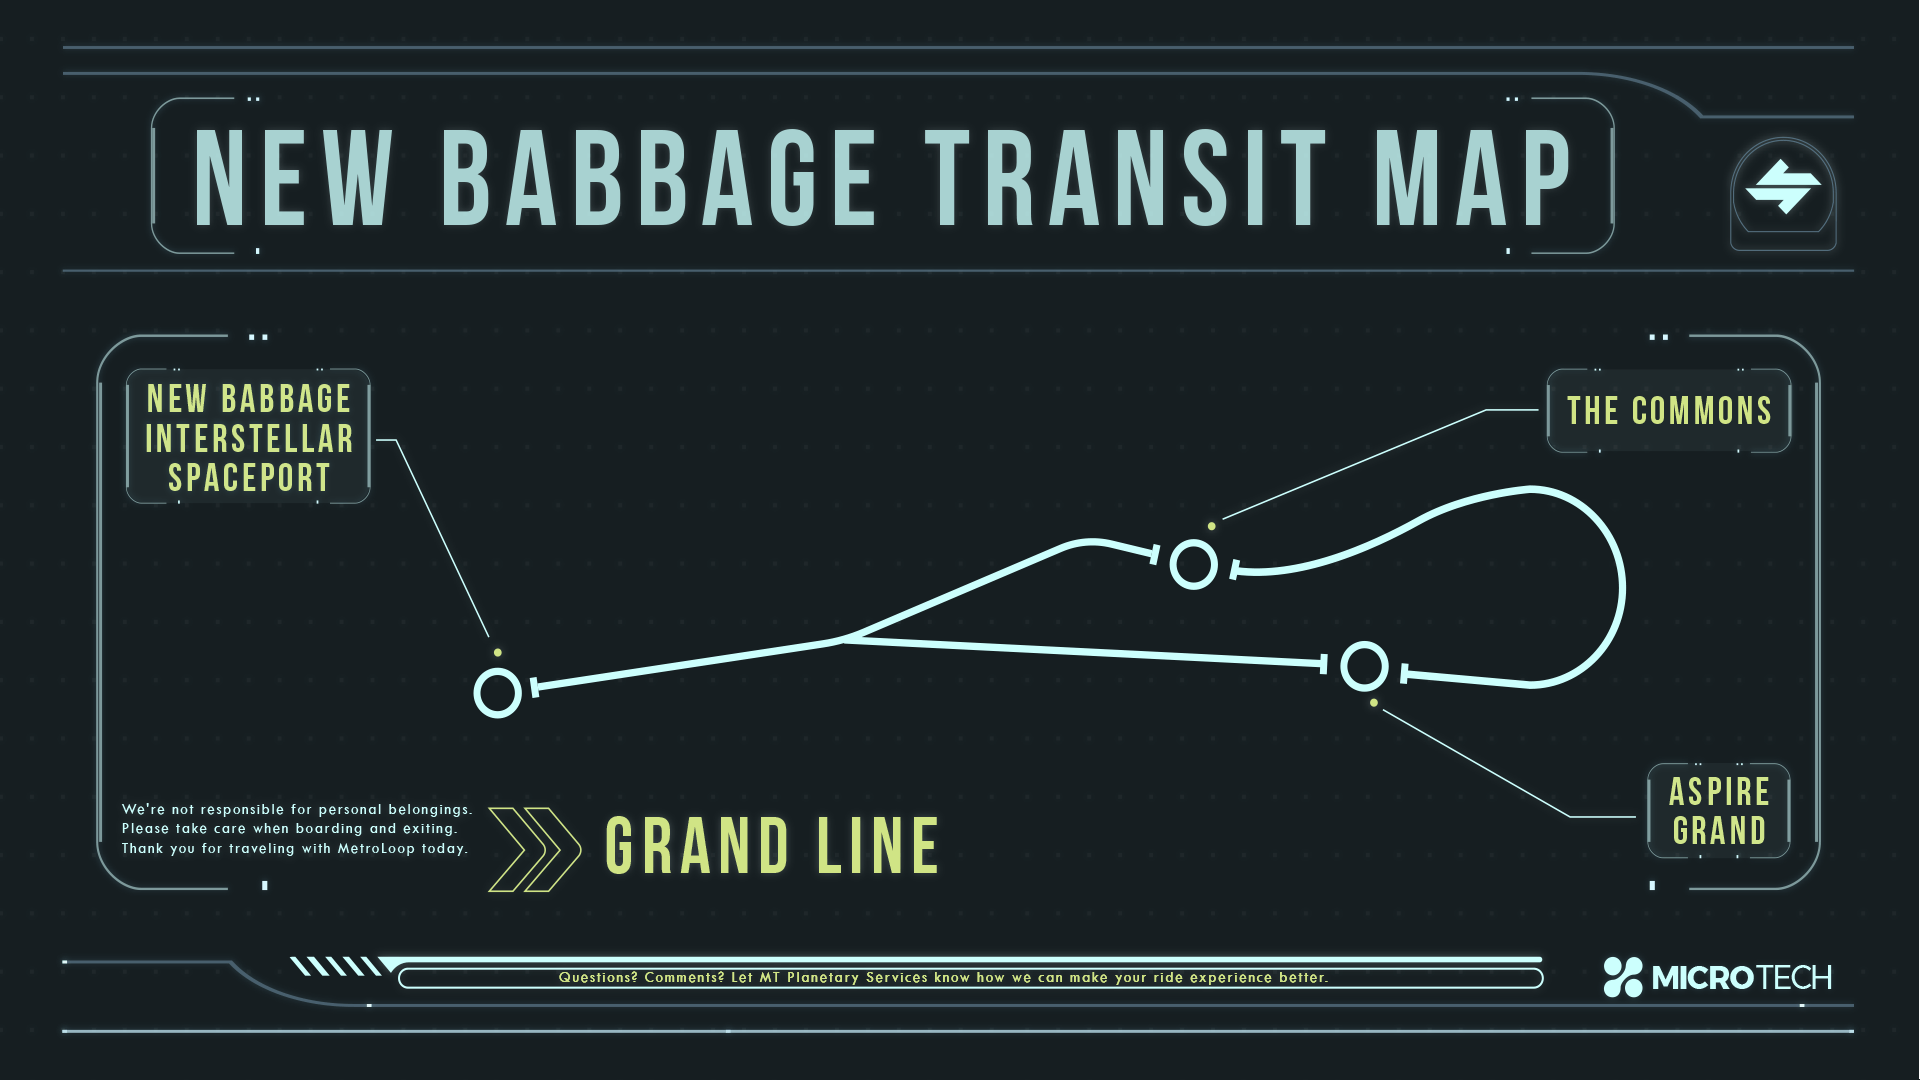 NEW BABBAGE TRANSIT MAP
NEW BABBAGE
INTERSTELLAR
SPACEPORT
THE COMMONS
ASPIRE
GRAND
We're not responsible for personal belongings.
Please take care when boarding and exiting.
Thank you for traveling with MetroLoop today.
GRAND LINE
Questions? Comments? Let MT Planetary Services know how we can make your ride experience better.
MICROTECH